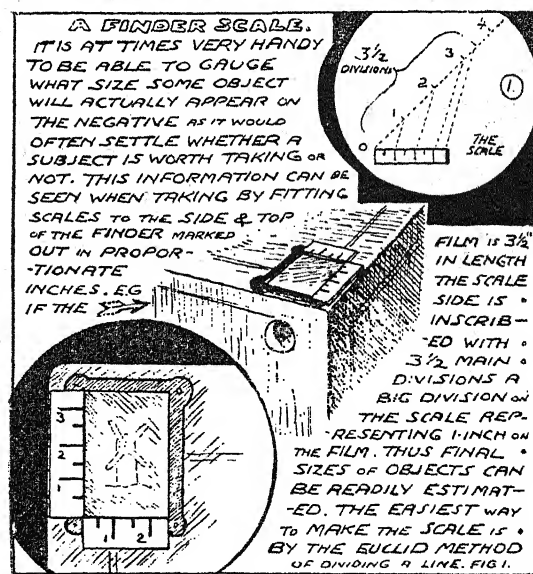 A FINDER SCALE.
IT IS AT TIMES VERY HANDY
TO BE ABLE TO GAUGE
WHAT SIZE SOME OBJECT
WILL ACTUALLY APPEAR ON
THE NEGATIVE AS IT WOULD
OFTEN SETTLE WHETHER A
SUBJECT IS WORTH TAKING OR
NOT. THIS INFORMATION CAN BE
SEEN WHEN TAKING BY FITTING
SCALES TO THE SIDE & TOP
OF THE FINDER MARKED
OUT IN PROPOR-
-TIONATE
INCHES. EG
IF THE
FILM IS 3½"
IN LENGTH
THE SCALE
SIDE IS •
INSCRIB-
-ED WITH •
3½ MAIN •
DIVISIONS A
BIG DIVISION ON
THE SCALE REP-
-RESENTING 1-INCH ON
THE FILM. THUS FINAL •
SIZES OF OBJECTS CAN
BE READILY ESTIMAT-
-ED. THE EASIEST WAY
TO MAKE THE SCALE IS •
BY THE EUCLID METHOD
OF DIVIDING A LINE. FIG 1.
3½
DIVISIONS
0
1
2
3
4
1.
THE
SCALE
3
2
1
1 2